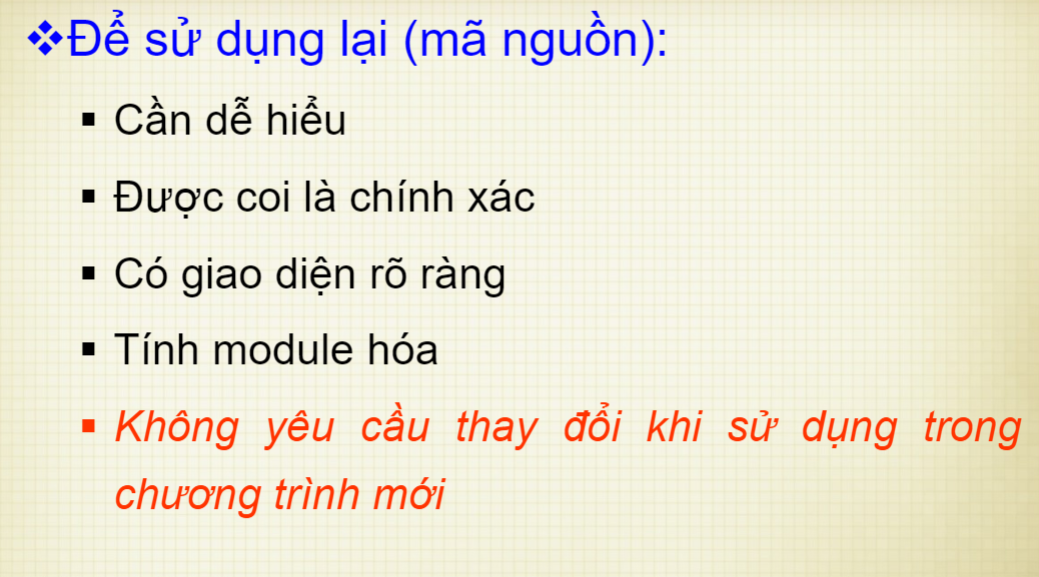 ❖Để sử dụng lại (mã nguồn):
▪ Cần dễ hiểu
▪ Được coi là chính xác
▪ Có giao diện rõ ràng
▪ Tính module hóa
▪ Không yêu cầu thay đổi khi sử dụng trong
chương trình mới